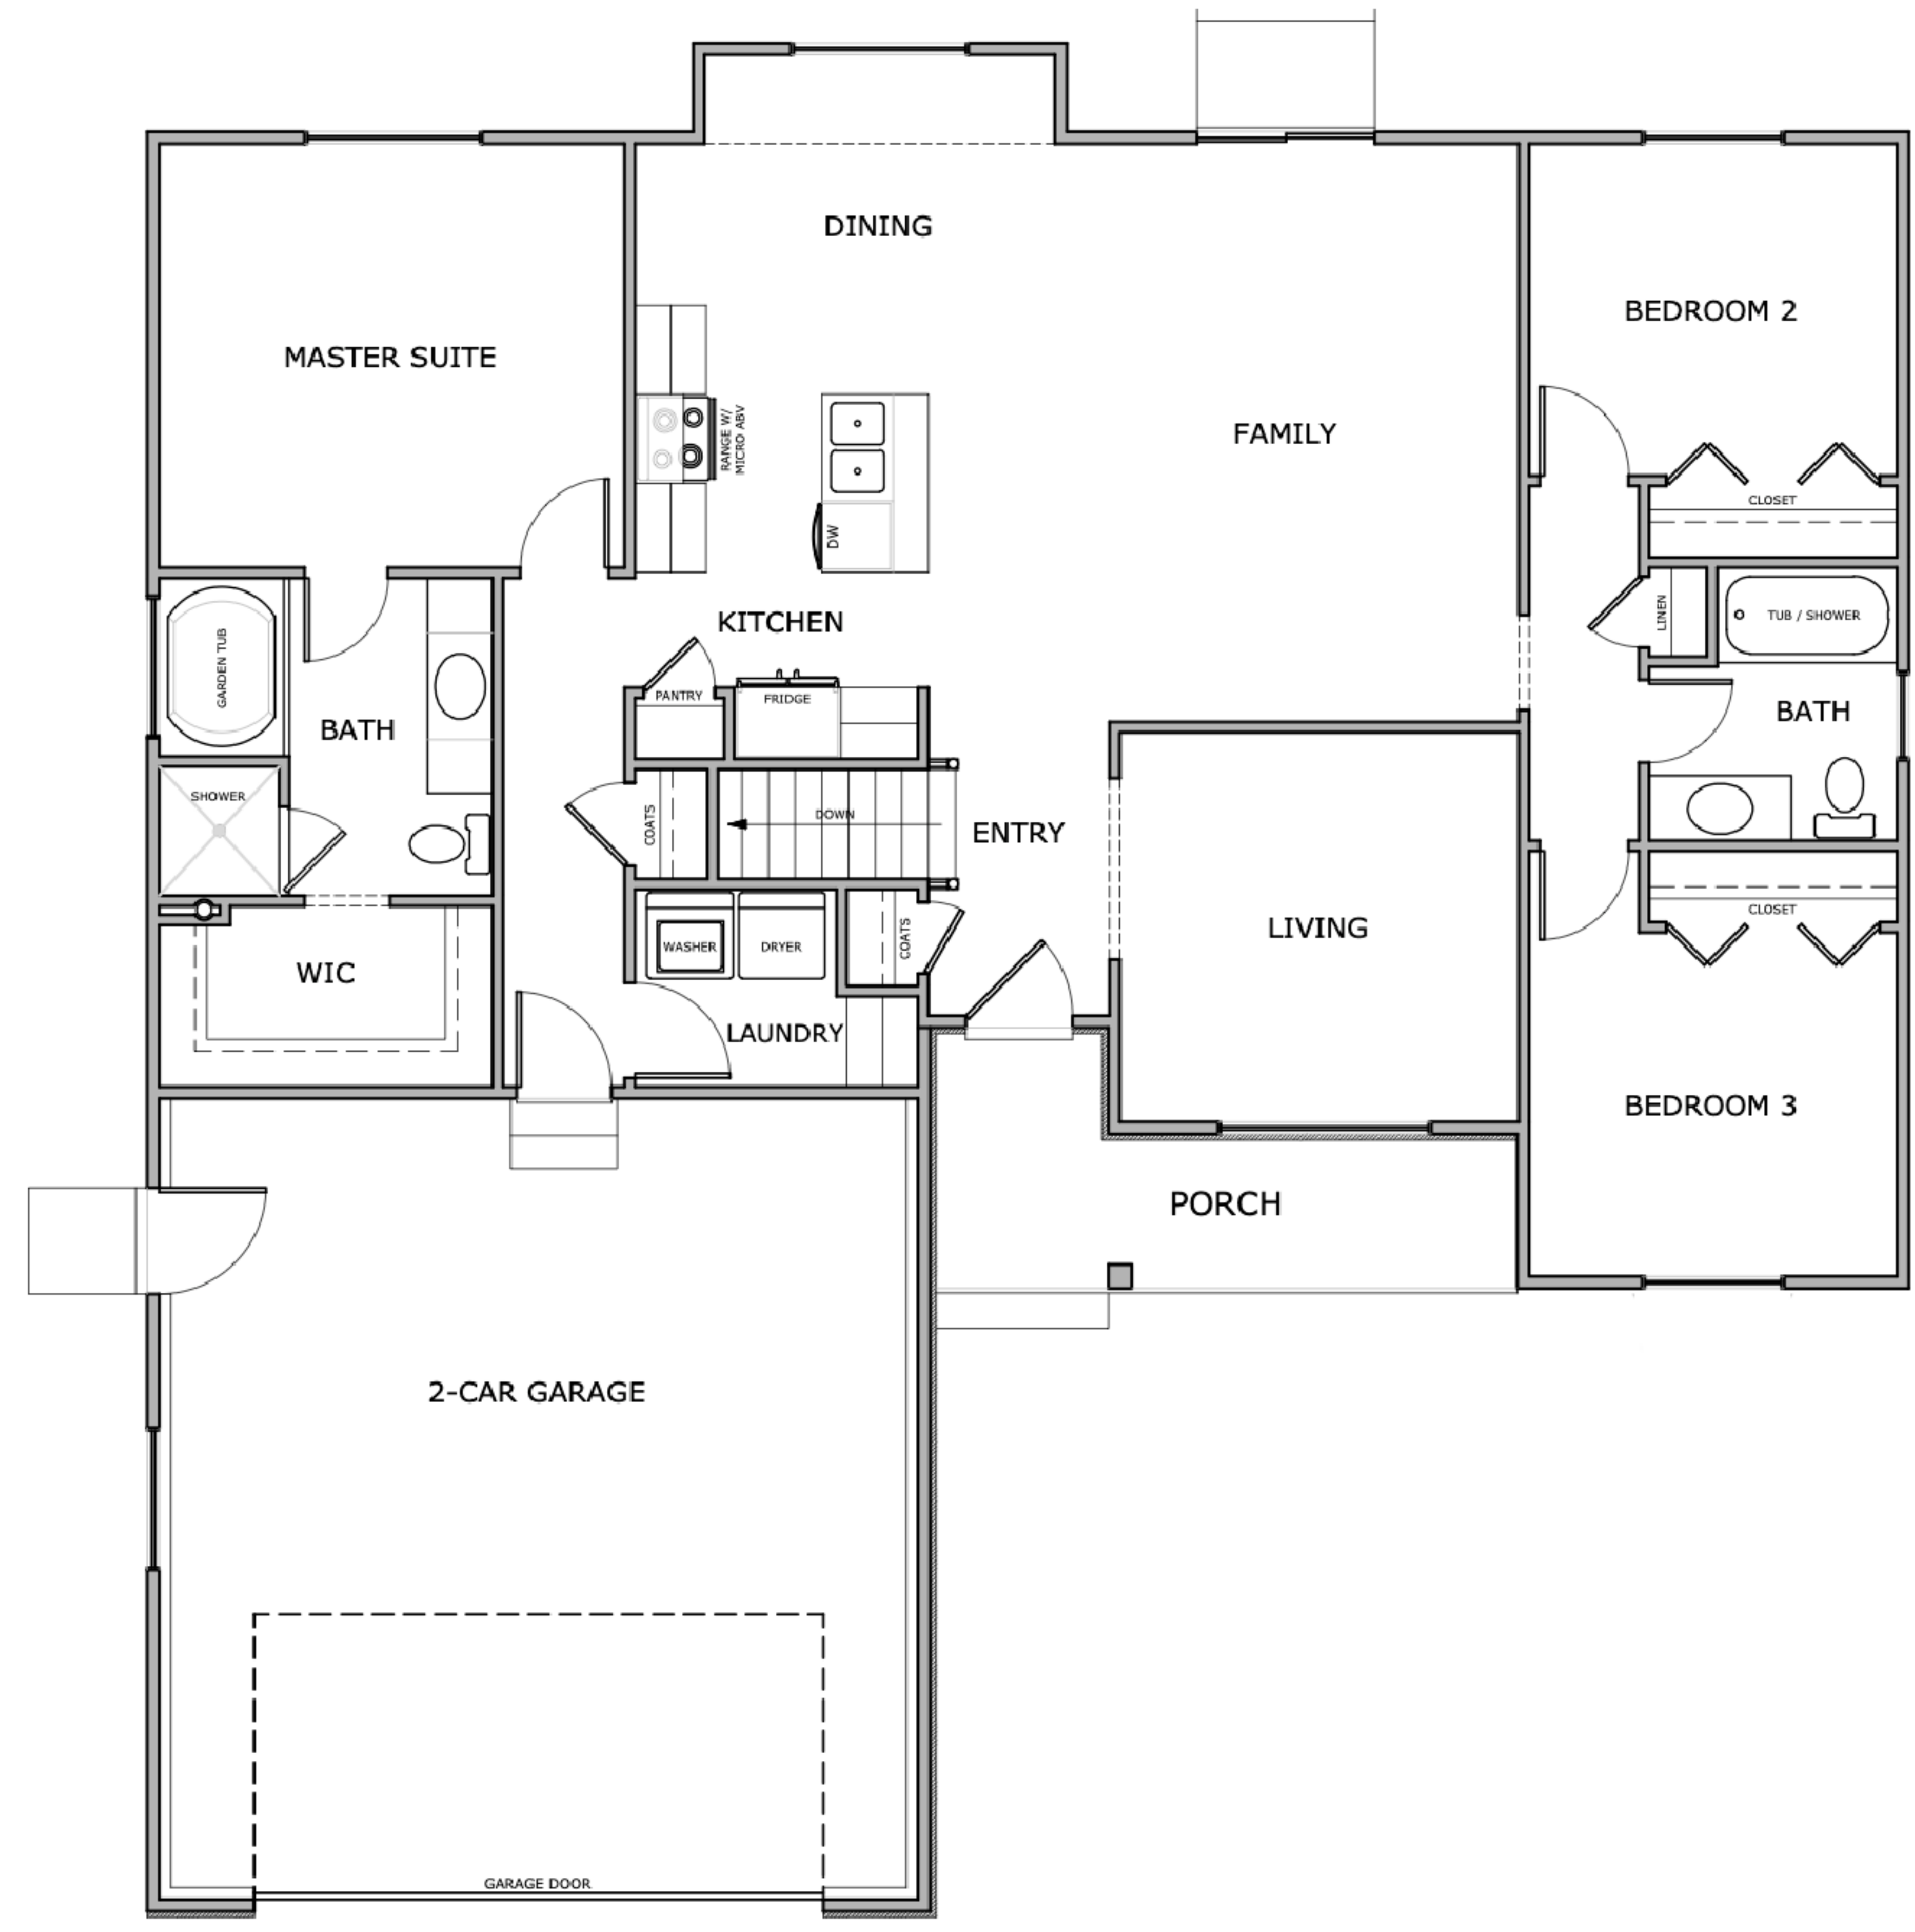 DINING
BEDROOM 2
MASTER SUITE
RANGE W/
MICRO ABV
FAMILY
CLOSET
DW
LINEN
TUB / SHOWER
KITCHEN
GARDEN TUB
PANTRY
FRIDGE
BATH
BATH
SHOWER
COATS
DOWN
ENTRY
CLOSET
LIVING
COATS
WASHER
DRYER
WIC
LAUNDRY
BEDROOM 3
PORCH
2-CAR GARAGE
GARAGE DOOR